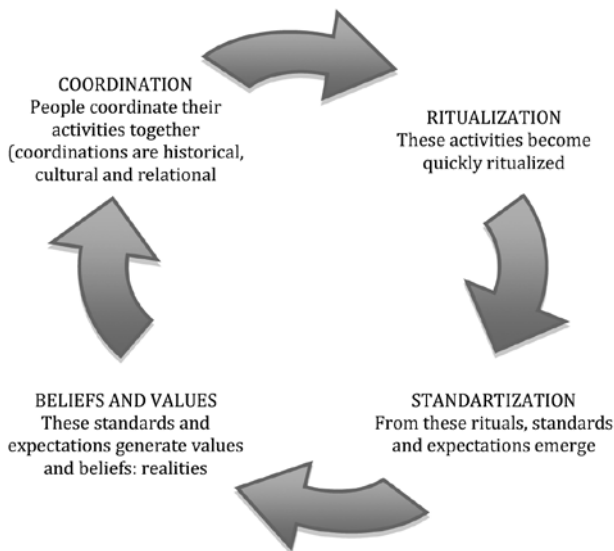 COORDINATION
People coordinate their
activities together
(coordinations are historical,
cultural and relational
RITUALIZATION
These activities become
quickly ritualized
STANDARTIZATION
From these rituals, standards
and expectations emerge
BELIEFS AND VALUES
These standards and
expectations generate values
and beliefs: realities